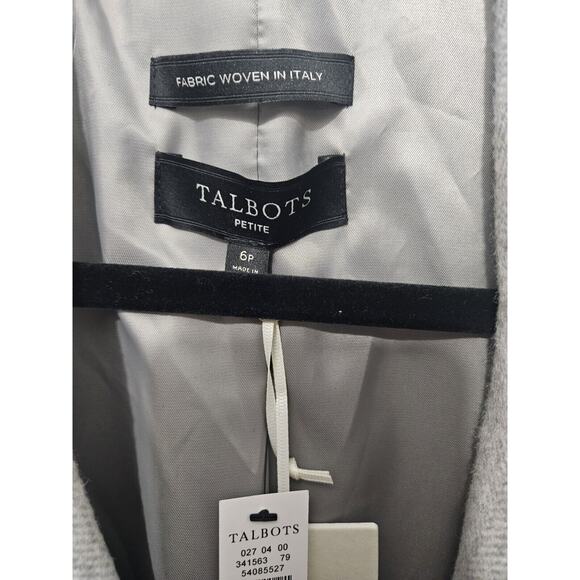 FABRIC WOVEN IN ITALY
TALBOTS
PETITE
6P
MADE IN
TALBOTS
027 04 00
341563 79
54085527